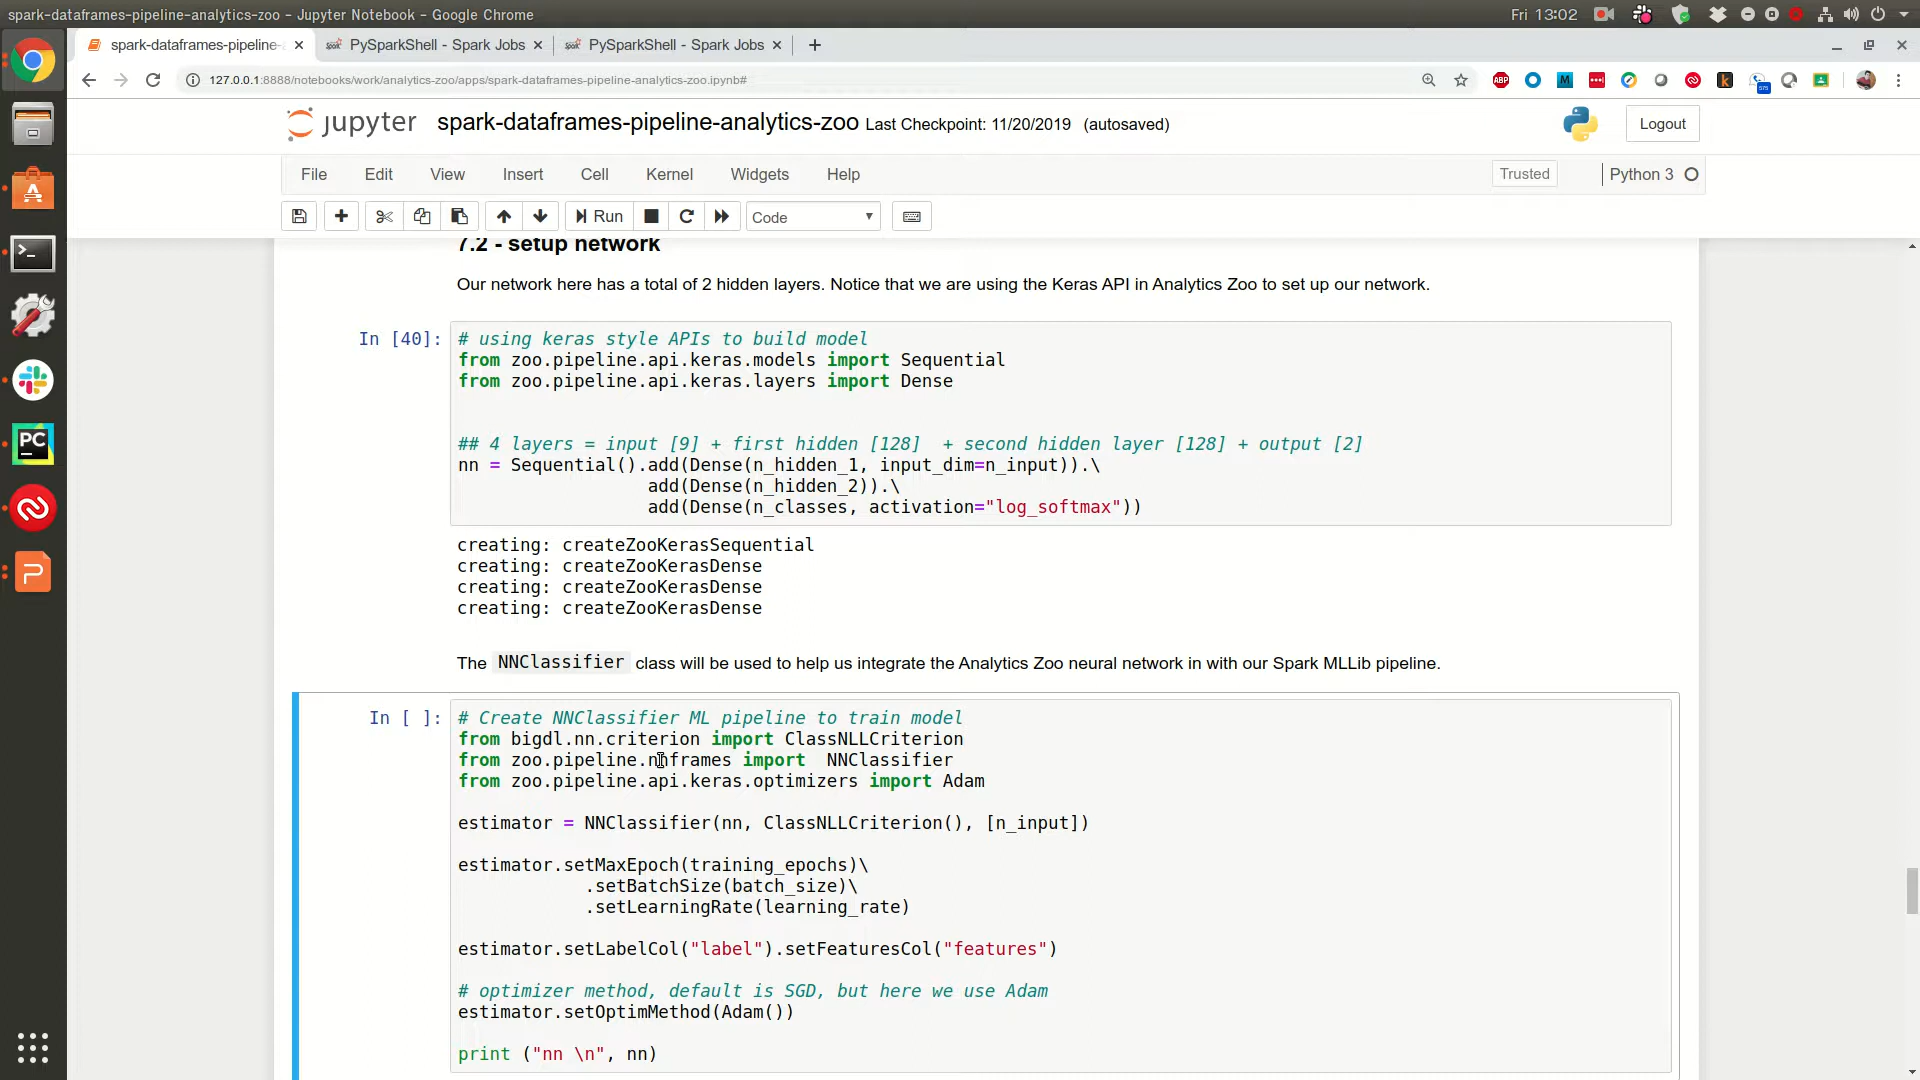 spark-dataframes-pipeline-analytics-zoo - Jupyter Notebook - Google Chrome
Fri 13:02
spark-dataframes-pipeline-
PySparkShell - Spark Jobs
PySparkShell - Spark Jobs
127.0.0.1:8888/notebooks/work/analytics-zoo/apps/spark-dataframes-pipeline-analytics-zoo.ipynb#
jupyter
spark-dataframes-pipeline-analytics-zoo Last Checkpoint: 11/20/2019 (autosaved)
Logout
File Edit View Insert Cell Kernel Widgets Help
Trusted
Python 3
Run
Code
7.2 - setup network
Our network here has a total of 2 hidden layers. Notice that we are using the Keras API in Analytics Zoo to set up our network.
In [40]:
# using keras style APIs to build model
from zoo.pipeline.api.keras.models import Sequential
from zoo.pipeline.api.keras.layers import Dense
## 4 layers = input [9] + first hidden [128]  + second hidden layer [128] + output [2]
nn = Sequential().add(Dense(n_hidden_1, input_dim=n_input)).\
add(Dense(n_hidden_2)).\
add(Dense(n_classes, activation="log_softmax"))
creating: createZooKerasSequential
creating: createZooKerasDense
creating: createZooKerasDense
creating: createZooKerasDense
The NNClassifier class will be used to help us integrate the Analytics Zoo neural network in with our Spark MLLib pipeline.
In [ ]:
# Create NNClassifier ML pipeline to train model
from bigdl.nn.criterion import ClassNLLCriterion
from zoo.pipeline.nnframes import  NNClassifier
from zoo.pipeline.api.keras.optimizers import Adam
estimator = NNClassifier(nn, ClassNLLCriterion(), [n_input])
estimator.setMaxEpoch(training_epochs)\
.setBatchSize(batch_size)\
.setLearningRate(learning_rate)
estimator.setLabelCol("label").setFeaturesCol("features")
# optimizer method, default is SGD, but here we use Adam
estimator.setOptimMethod(Adam())
print ("nn \n", nn)